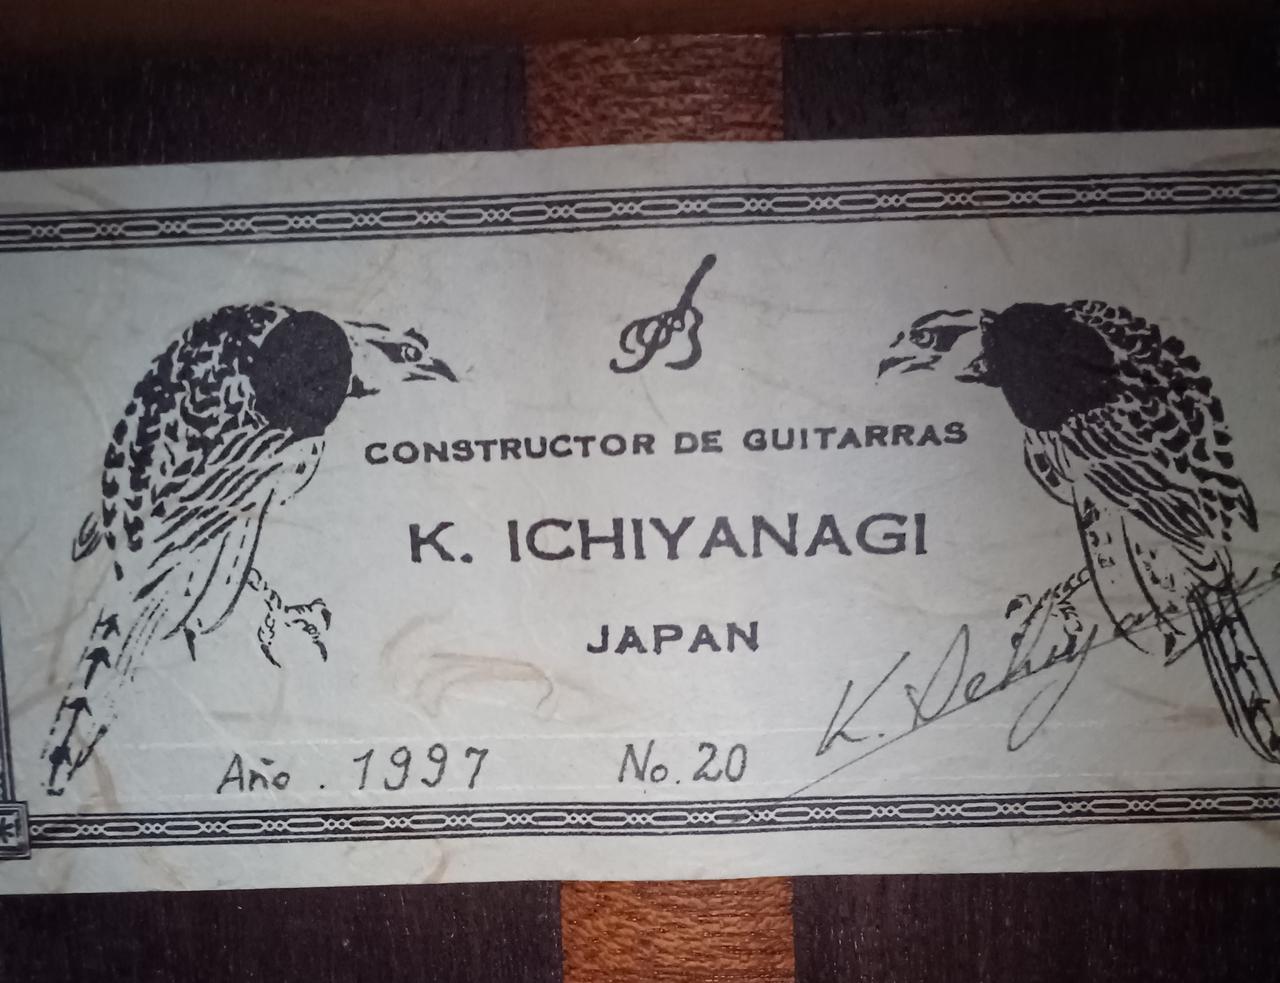 CONSTRUCTOR DE GUITARRAS
K. ICHIYANAGI
JAPAN
Año. 1997 No. 20
K.